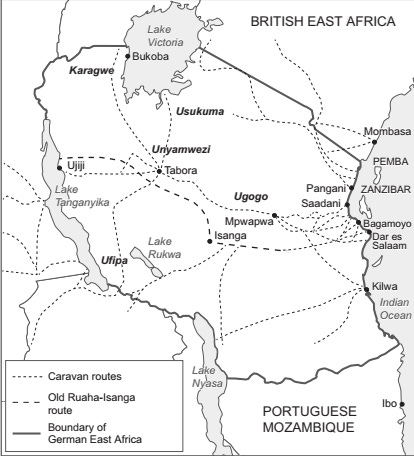 BRITISH EAST AFRICA
Lake
Victoria
Bukoba
Karagwe
Usukuma
Mombasa
Unyamwezi
PEMBA
Ujiji
Tabora
Pangani
ZANZIBAR
Lake
Tanganyika
Ugogo
Saadani
Mpwapwa
Bagamoyo
Isanga
Dar es
Salaam
Lake
Rukwa
Ufipa
Kilwa
Indian
Ocean
Lake
Nyasa
Caravan routes
Old Ruaha-Isanga
route
Boundary of
German East Africa
Ibo
PORTUGUESE
MOZAMBIQUE